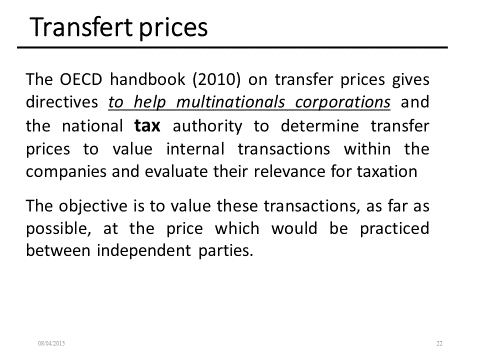 Transfert prices
The OECD handbook (2010) on transfer prices gives
directives to help multinationals corporations and
the national tax authority to determine transfer
prices to value internal transactions within the
companies and evaluate their relevance for taxation
The objective is to value these transactions, as far as
possible, at the price which would be practiced
between independent parties.
08/04/2015
22